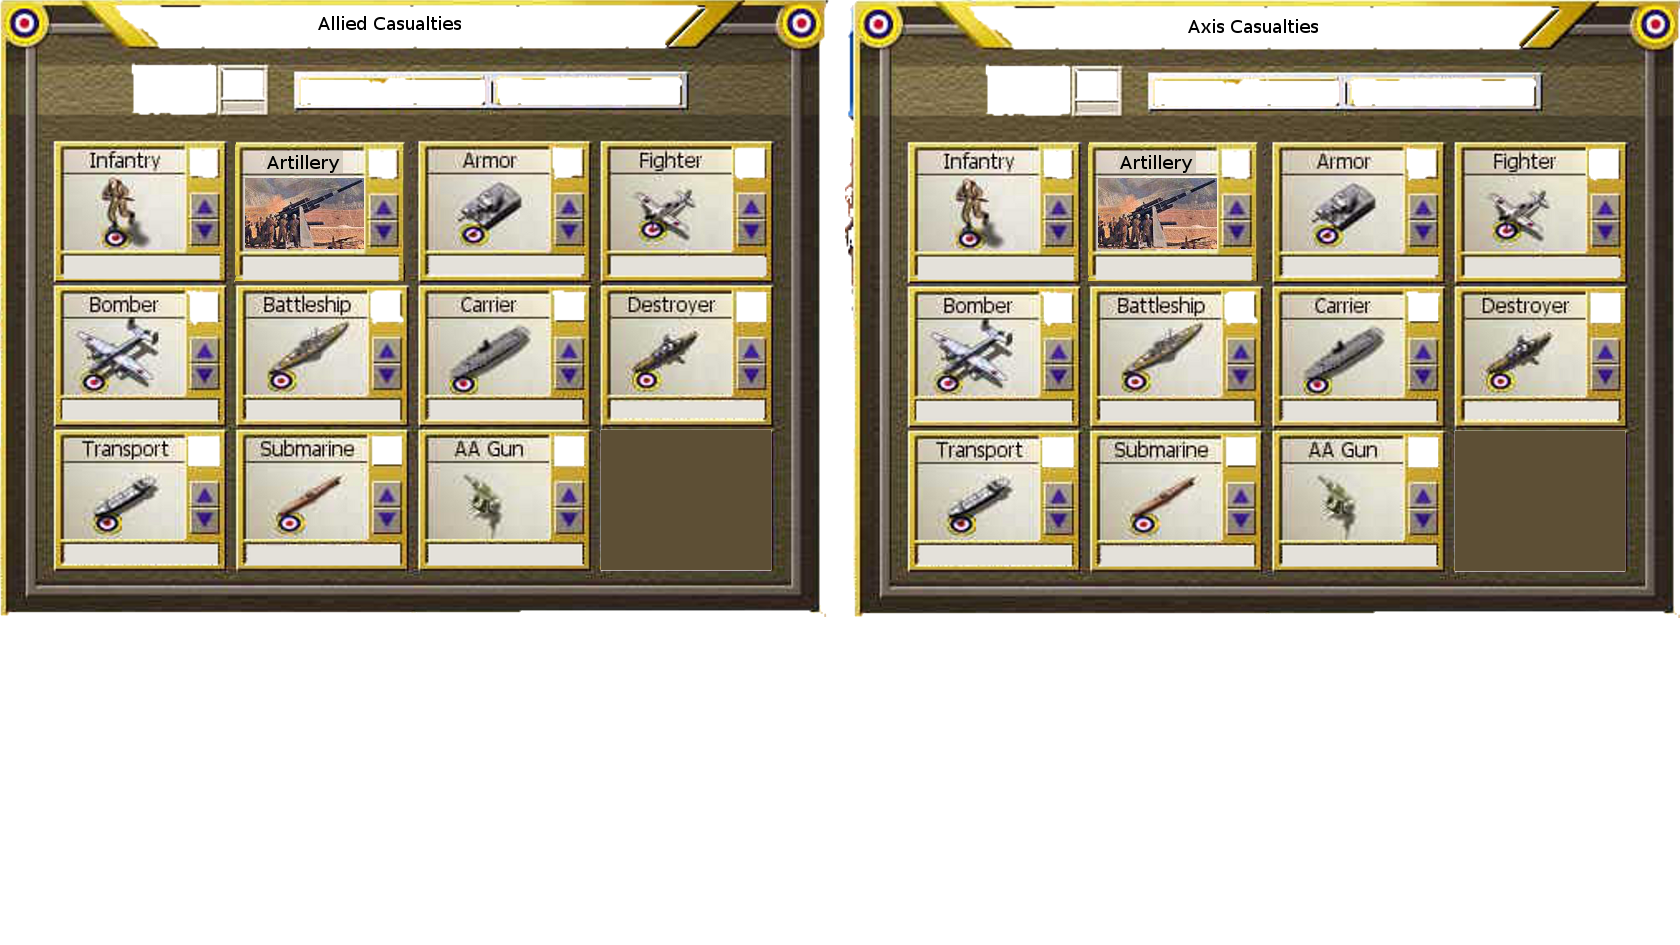 Allied Casualties
Infantry
Artillery
Armor
Fighter
Bomber
Battleship
Carrier
Destroyer
Transport
Submarine
AA Gun
Axis Casualties
Infantry
Artillery
Armor
Fighter
Bomber
Battleship
Carrier
Destroyer
Transport
Submarine
AA Gun